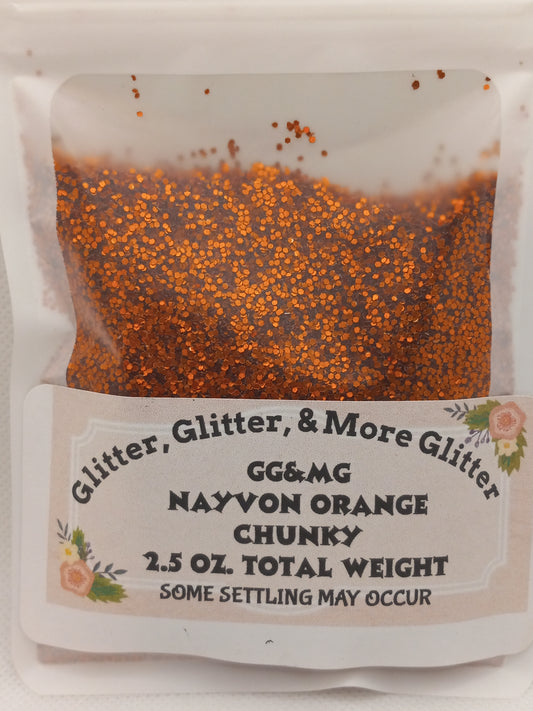 Glitter, Glitter, & More Glitter
GG&MG
NAYVON ORANGE
CHUNKY
2.5 OZ. TOTAL WEIGHT
SOME SETTLING MAY OCCUR